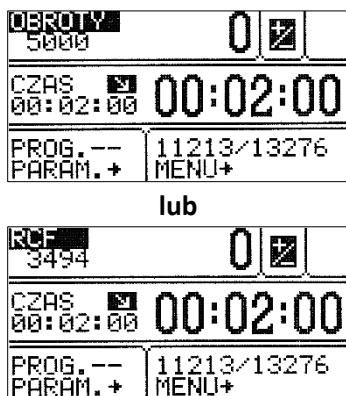 OBROTY
5000 0
CZAS
00:02:00 00:02:00
PROG.-- 11213/13276
PARAM.→ MENU→
lub
RCF
3494 0
CZAS
00:02:00 00:02:00
PROG.-- 11213/13276
PARAM.→ MENU→